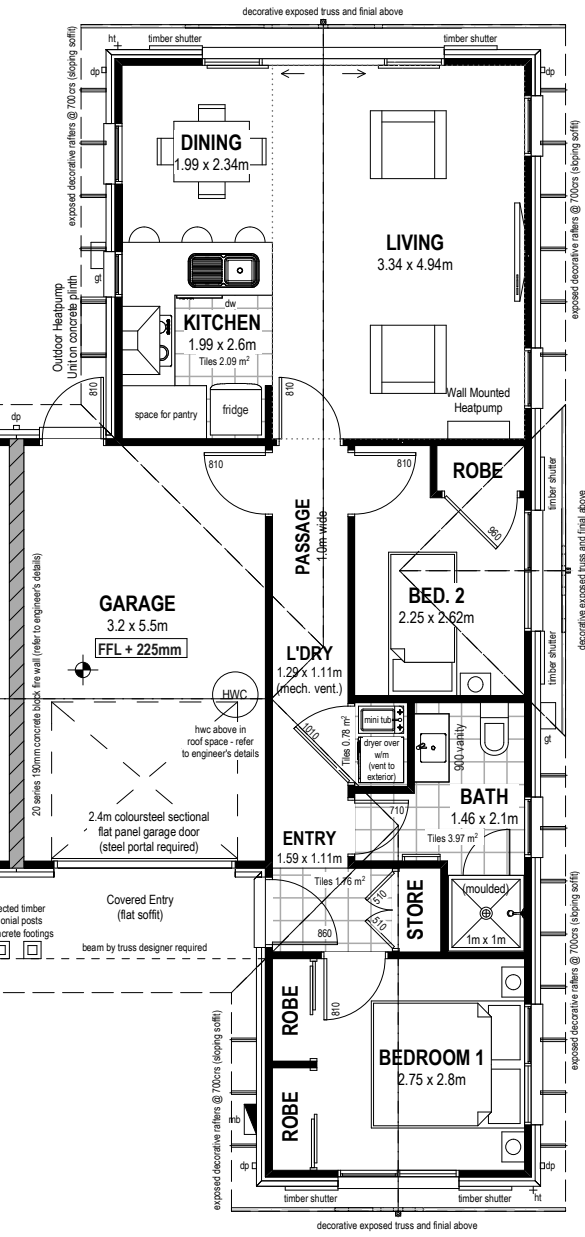 decorative exposed truss and finial above
ht
timber shutter
timber shutter
dp
dp
exposed decorative rafters @ 700crs (sloping soffit)
exposed decorative rafters @ 700crs (sloping soffit)
DINING
1.99 x 2.34m
LIVING
3.34 x 4.94m
gt
Outdoor Heatpump
Unit on concrete plinth
dw
KITCHEN
1.99 x 2.6m
Tiles 2.09 m²
space for pantry
fridge
Wall Mounted
Heatpump
810
810
dp
810
810
ROBE
960
timber shutter
decorative exposed truss and finial above
PASSAGE
1.0m wide
BED. 2
2.25 x 2.62m
timber shutter
GARAGE
3.2 x 5.5m
FFL + 225mm
20 series 190mm concrete block fire wall (refer to engineer's details)
L'DRY
1.29 x 1.11m
(mech. vent.)
HWC
hwc above in
roof space - refer
to engineer's details
1010
Tiles 0.78 m²
mini tub
dryer over
w/m
(vent to
exterior)
900 vanity
gt
BATH
1.46 x 2.1m
Tiles 3.97 m²
710
2.4m coloursteel sectional
flat panel garage door
(steel portal required)
ENTRY
1.59 x 1.11m
Tiles 1.76 m²
510
510
STORE
(moulded)
1m x 1m
860
Covered Entry
(flat soffit)
beam by truss designer required
ected timber
onial posts
crete footings
exposed decorative rafters @ 700crs (sloping soffit)
exposed decorative rafters @ 700crs (sloping soffit)
810
ROBE
ROBE
BEDROOM 1
2.75 x 2.8m
mb
dp
dp
timber shutter
timber shutter
ht
decorative exposed truss and finial above